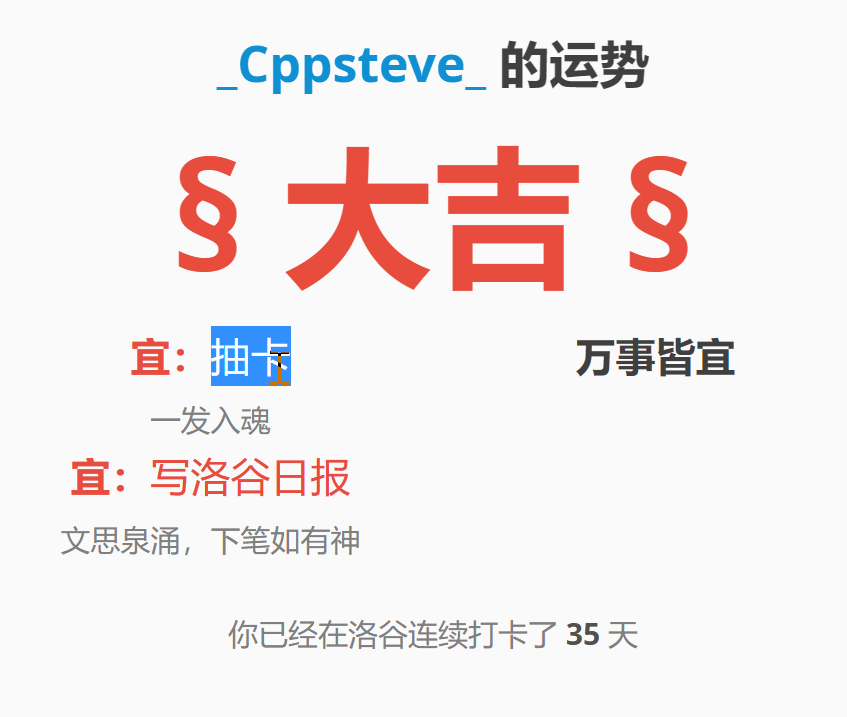 _Cppsteve_ 的运势
§ 大吉 §
宜：抽卡
万事皆宜
一发入魂
宜：写洛谷日报
文思泉涌，下笔如有神
你已经在洛谷连续打卡了 35 天